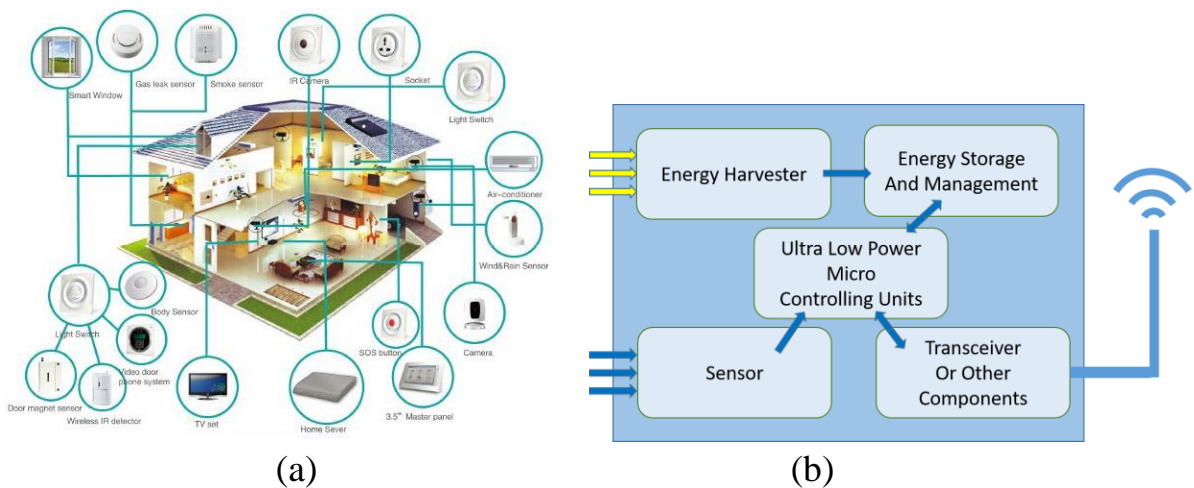 Smart Window
Gas leak sensor
Smoke sensor
IR Camera
Socket
Light Switch
Air-conditioner
Wind&Rain Sensor
Camera
SOS button
3.5" Master panel
Home Sever
TV set
Body Sensor
Light Switch
Video door
phone system
Door magnet sensor
Wireless IR detector
(a)
Energy Harvester
Energy Storage
And Management
Ultra Low Power
Micro
Controlling Units
Sensor
Transceiver
Or Other
Components
(b)